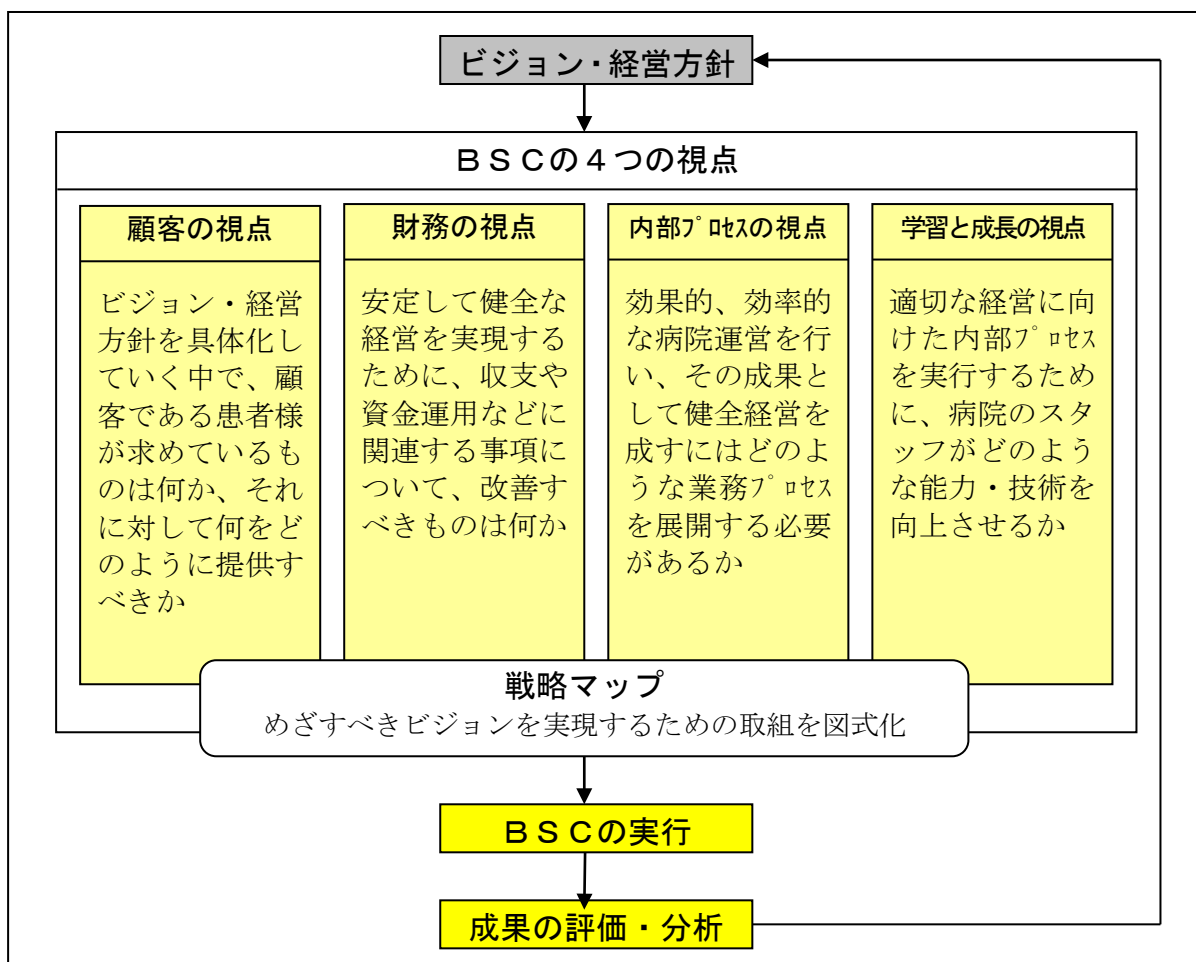 ビジョン・経営方針
ＢＳＣの４つの視点
顧客の視点
ビジョン・経営
方針を具体化し
ていく中で、顧
客である患者様
が求めているも
のは何か、それ
に対して何をど
のように提供す
べきか
財務の視点
安定して健全な
経営を実現する
ために、収支や
資金運用などに
関連する事項に
ついて、改善す
べきものは何か
内部ﾌﾟﾛｾｽの視点
効果的、効率的
な病院運営を行
い、その成果と
して健全経営を
成すにはどのよ
うな業務ﾌﾟﾛｾｽ
を展開する必要
があるか
学習と成長の視点
適切な経営に向
けた内部ﾌﾟﾛｾｽ
を実行するため
に、病院のスタ
ッフがどのよう
な能力・技術を
向上させるか
戦略マップ
めざすべきビジョンを実現するための取組を図式化
ＢＳＣの実行
成果の評価・分析